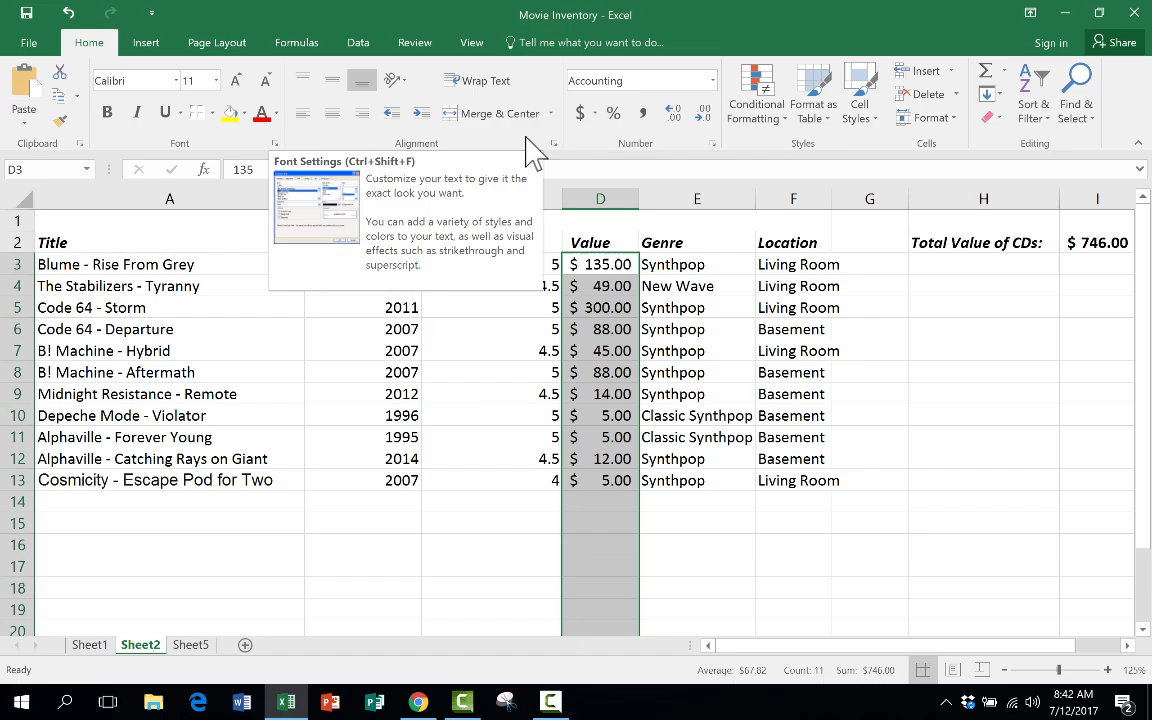 Movie Inventory - Excel
File Home Insert Page Layout Formulas Data Review View Tell me what you want to do... Sign in Share
Paste
Calibri 11
B I U
Wrap Text
Merge & Center
Accounting
$ % ,
Conditional Formatting
Format as Table
Cell Styles
Insert
Delete
Format
Sort & Filter
Find & Select
Clipboard Font Alignment Number Styles Cells Editing
D3 fx 135
Font Settings (Ctrl+Shift+F)
Customize your text to give it the
exact look you want.
You can add a variety of styles and
colors to your text, as well as visual
effects such as strikethrough and
superscript.
A D E F G H I
1
2 Title Value Genre Location Total Value of CDs: $ 746.00
3 Blume - Rise From Grey 5 $ 135.00 Synthpop Living Room
4 The Stabilizers - Tyranny 4.5 $ 49.00 New Wave Living Room
5 Code 64 - Storm 2011 5 $ 300.00 Synthpop Living Room
6 Code 64 - Departure 2007 5 $ 88.00 Synthpop Basement
7 B! Machine - Hybrid 2007 4.5 $ 45.00 Synthpop Living Room
8 B! Machine - Aftermath 2007 5 $ 88.00 Synthpop Basement
9 Midnight Resistance - Remote 2012 4.5 $ 14.00 Synthpop Basement
10 Depeche Mode - Violator 1996 5 $ 5.00 Classic Synthpop Basement
11 Alphaville - Forever Young 1995 5 $ 5.00 Classic Synthpop Basement
12 Alphaville - Catching Rays on Giant 2014 4.5 $ 12.00 Synthpop Basement
13 Cosmicity - Escape Pod for Two 2007 4 $ 5.00 Synthpop Living Room
14
15
16
17
18
19
20
Sheet1 Sheet2 Sheet5
Ready Average: $67.82 Count: 11 Sum: $746.00 125%
8:42 AM
7/12/2017
2